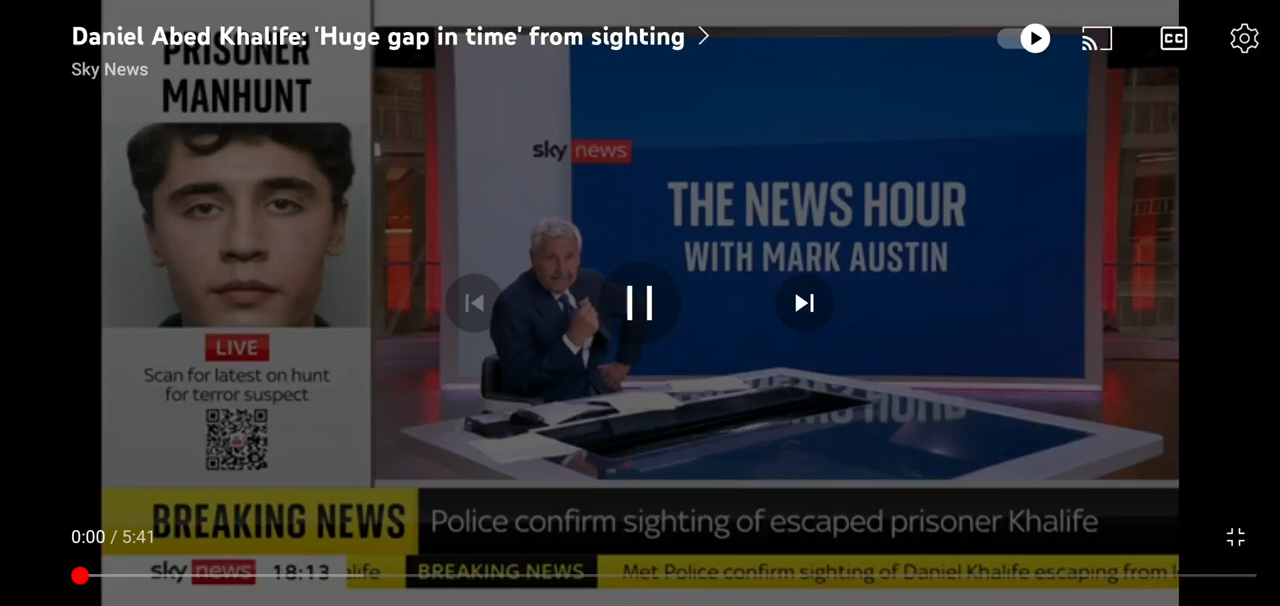 Daniel Abed Khalife: 'Huge gap in time' from sighting
Sky News
CC
PRISONER
MANHUNT
sky news
THE NEWS HOUR
WITH MARK AUSTIN
LIVE
Scan for latest on hunt
for terror suspect
BREAKING NEWS
Police confirm sighting of escaped prisoner Khalife
0:00 / 5:41
sky news 18:13 BREAKING NEWS Met Police confirm sighting of Daniel Khalife escaping from